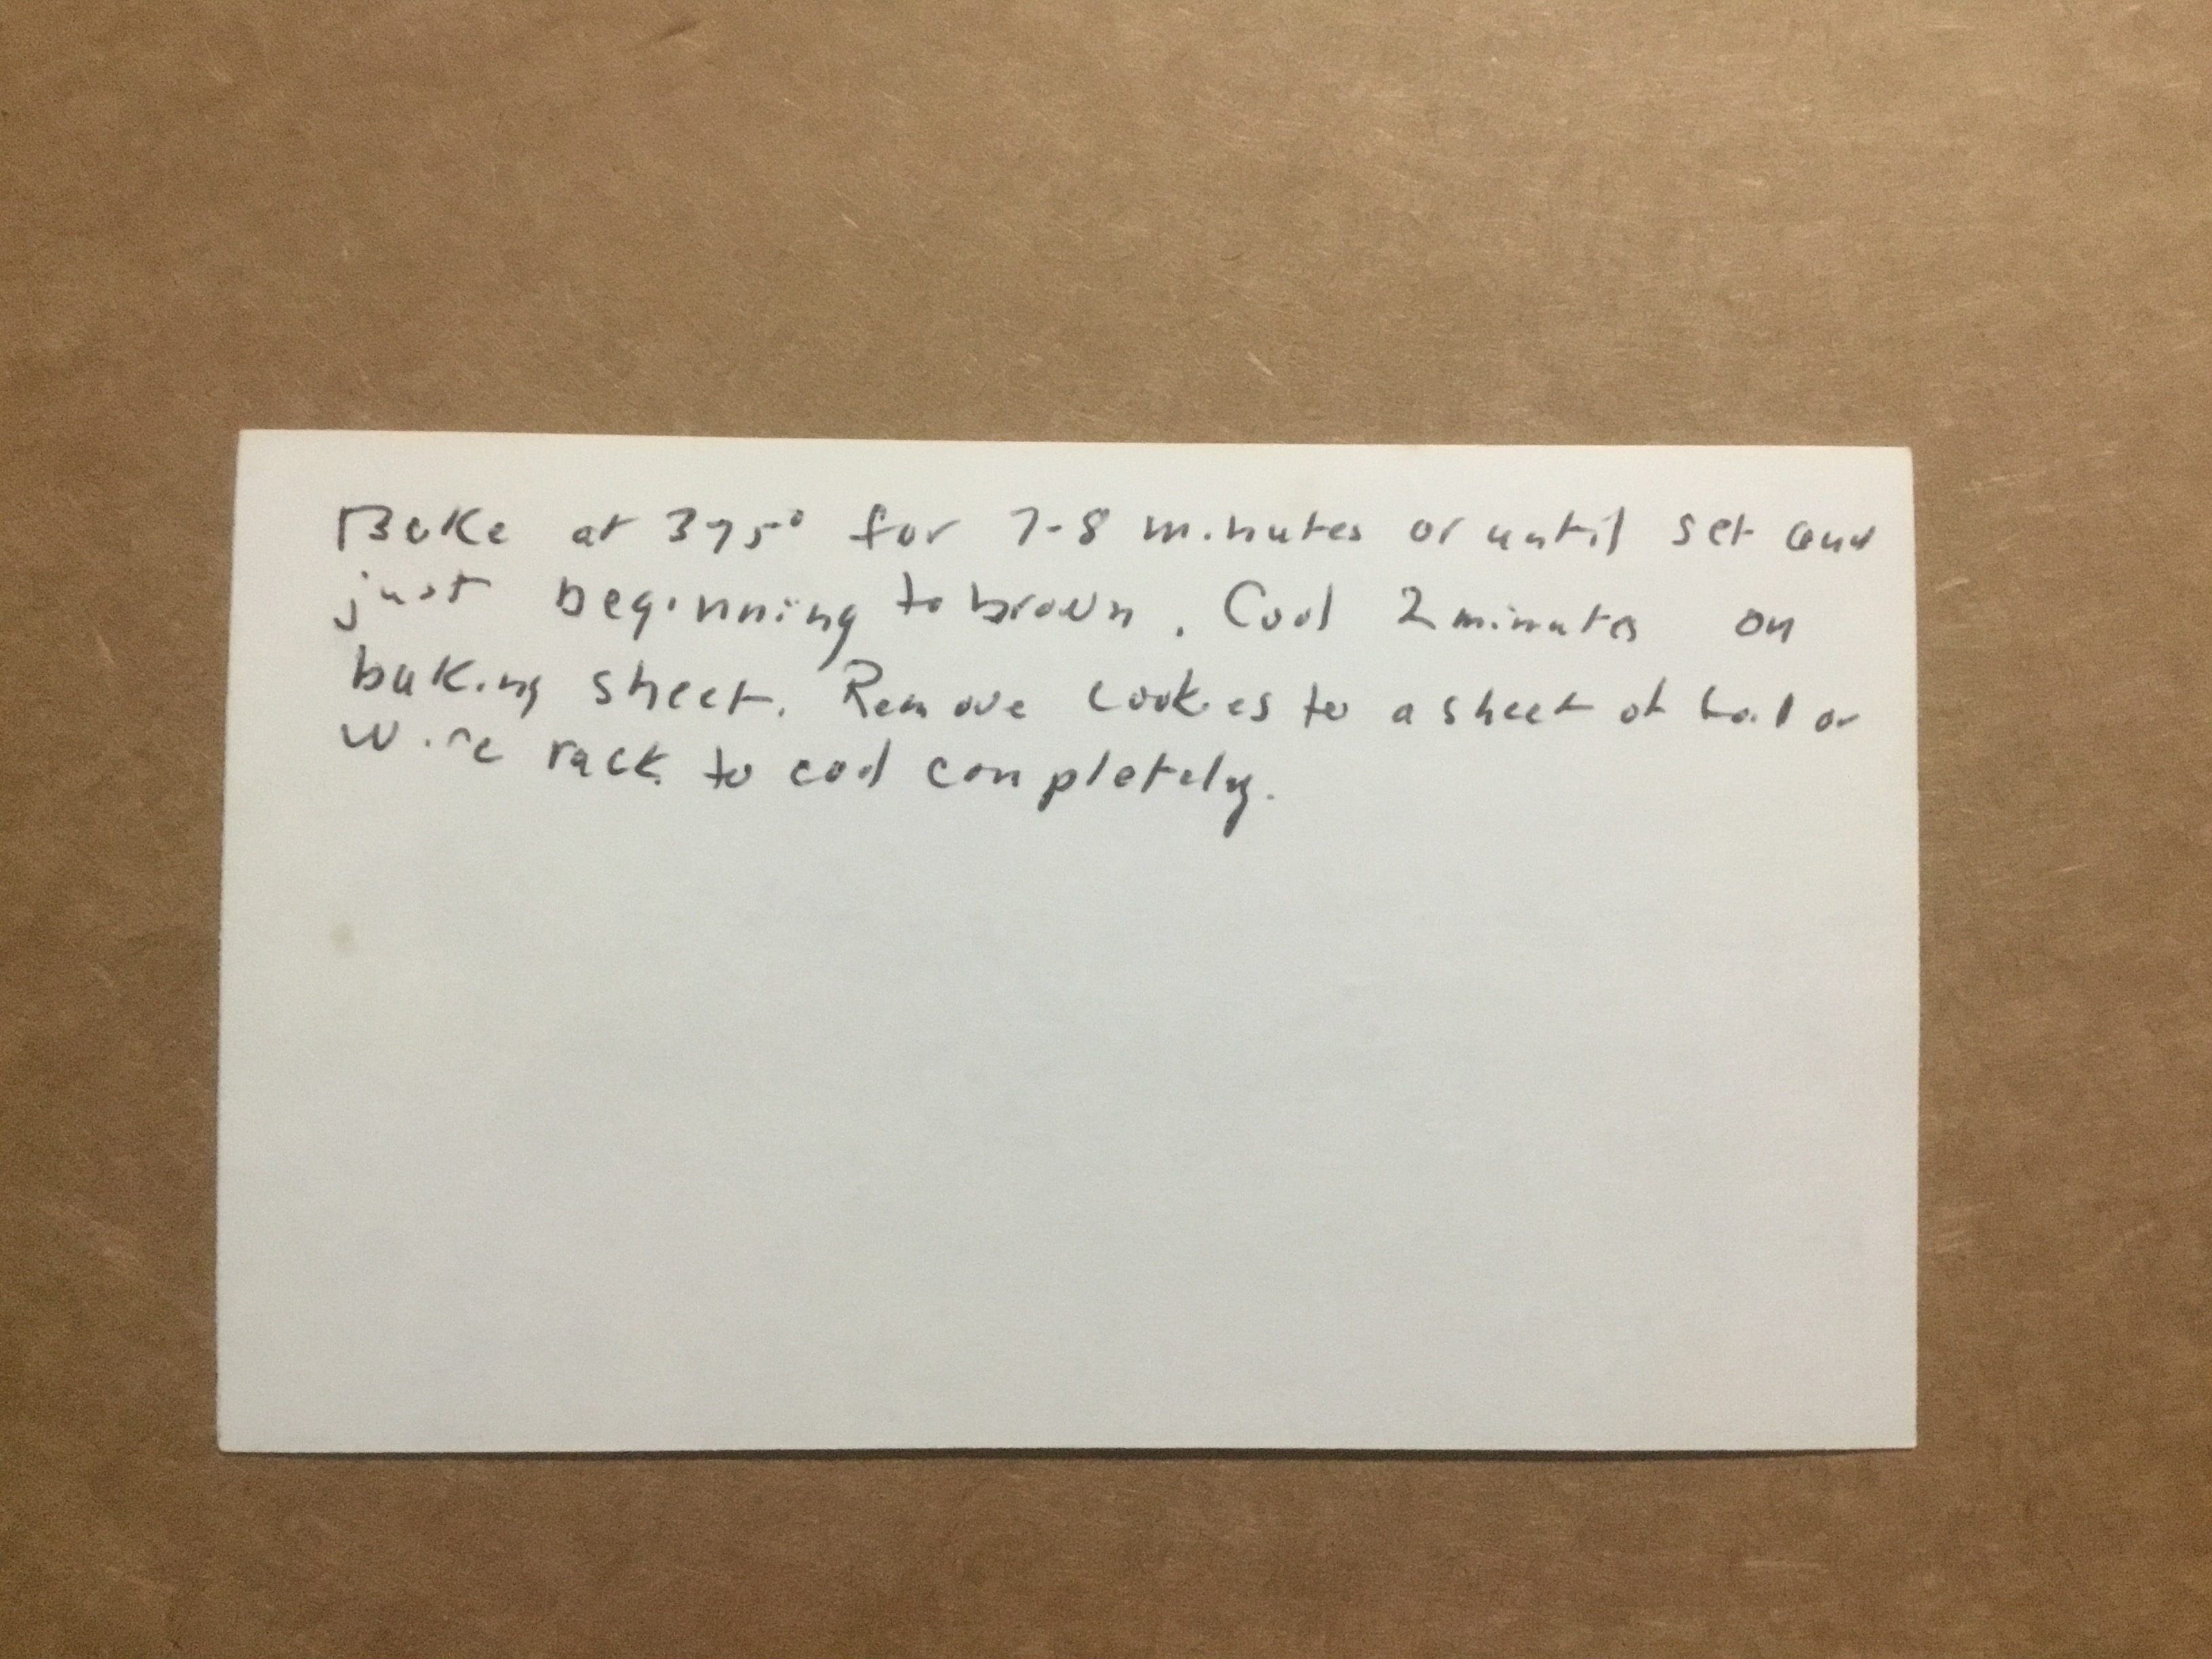 Bake at 375° for 7-8 minutes or until set and
just beginning to brown. Cool 2 minutes on
baking sheet. Remove cookies to a sheet of foil or
wire rack to cool completely.